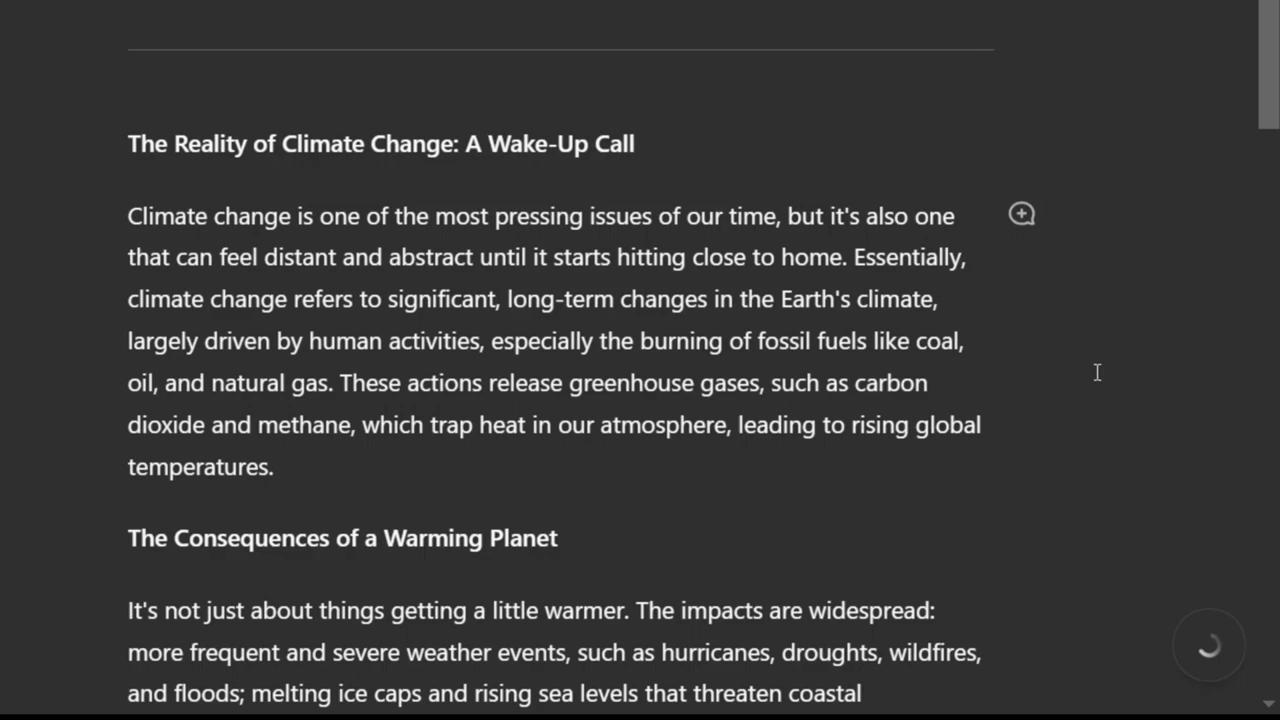 The Reality of Climate Change: A Wake-Up Call
Climate change is one of the most pressing issues of our time, but it's also one
that can feel distant and abstract until it starts hitting close to home. Essentially,
climate change refers to significant, long-term changes in the Earth's climate,
largely driven by human activities, especially the burning of fossil fuels like coal,
oil, and natural gas. These actions release greenhouse gases, such as carbon
dioxide and methane, which trap heat in our atmosphere, leading to rising global
temperatures.
The Consequences of a Warming Planet
It's not just about things getting a little warmer. The impacts are widespread:
more frequent and severe weather events, such as hurricanes, droughts, wildfires,
and floods; melting ice caps and rising sea levels that threaten coastal